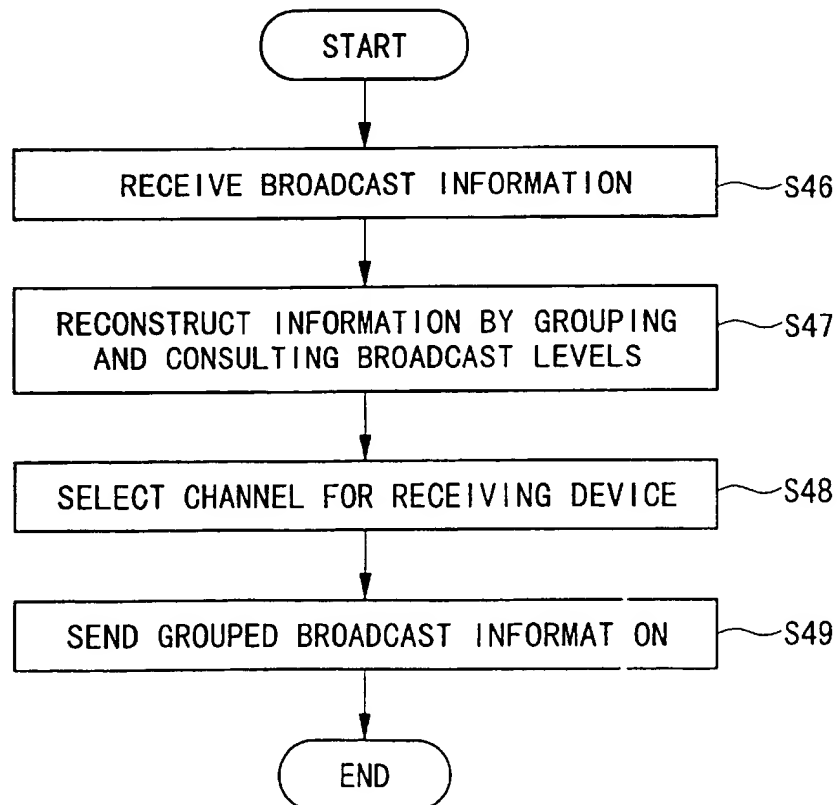 START
RECEIVE BROADCAST INFORMATION
S46
RECONSTRUCT INFORMATION BY GROUPING
AND CONSULTING BROADCAST LEVELS
S47
SELECT CHANNEL FOR RECEIVING DEVICE
S48
SEND GROUPED BROADCAST INFORMAT ON
S49
END